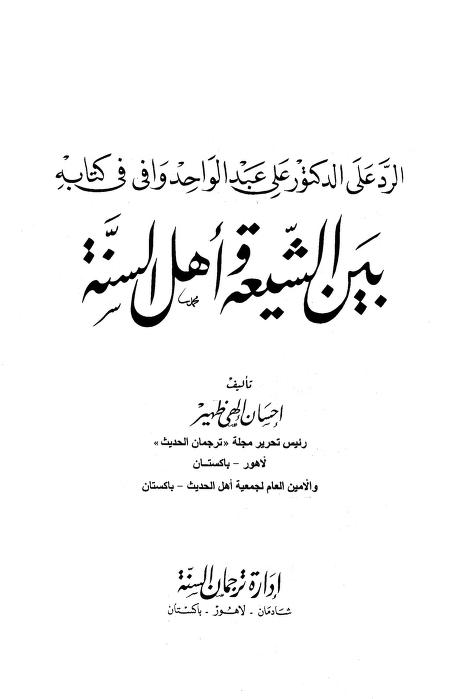 الرد على الدكتور علي عبد الواحد وافي في كتابه
بين الشيعة وأهل السنة
تأليف
إحسان إلهي ظهير
رئيس تحرير مجلة «ترجمان الحديث»
لاهور - باكستان
والأمين العام لجمعية أهل الحديث - باكستان
إدارة ترجمان السنة
شادمان - لاهور - باكستان